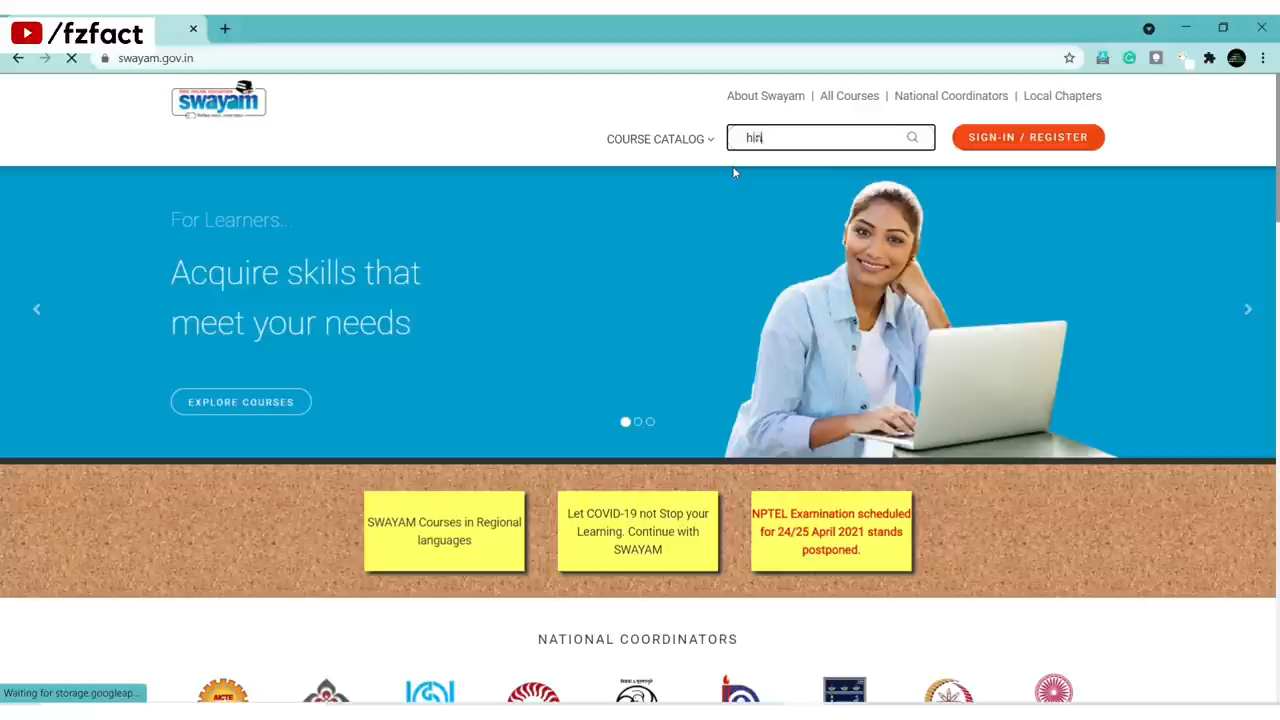 /fzfact
swayam.gov.in
swayam
About Swayam | All Courses | National Coordinators | Local Chapters
COURSE CATALOG
hin
SIGN-IN / REGISTER
For Learners...
Acquire skills that
meet your needs
EXPLORE COURSES
SWAYAM Courses in Regional
languages
Let COVID-19 not Stop your
Learning. Continue with
SWAYAM
NPTEL Examination scheduled
for 24/25 April 2021 stands
postponed.
NATIONAL COORDINATORS
AICTE
Waiting for storage.googleap...